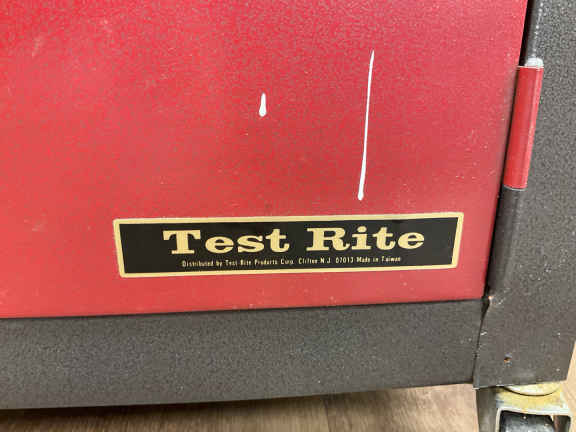 Test Rite
Distributed by Test Rite Products Corp. Clifton N.J. 07013 Made in Taiwan